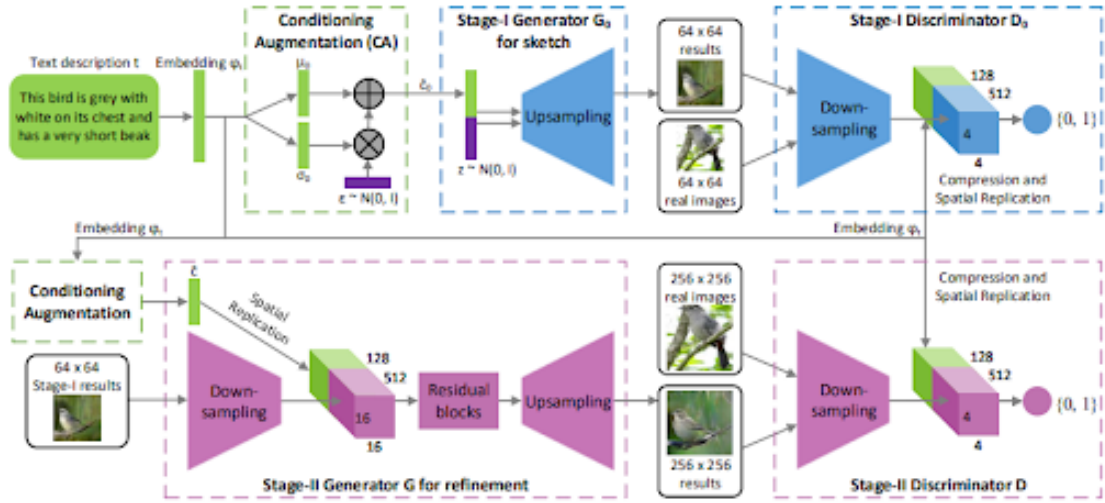 Conditioning
Augmentation (CA)
Stage-I Generator G₀
for sketch
64 x 64
results
Stage-I Discriminator D₀
Text description t
Embedding φₜ
μ₀
σ₀
ε ~ N(0, I)
ĉ₀
This bird is grey with
white on its chest and
has a very short beak
z ~ N(0, I)
Upsampling
64 x 64
real images
Down-
sampling
128
512
4
4
{0, 1}
Compression and
Spatial Replication
Embedding φₜ
Embedding φₜ
Conditioning
Augmentation
ĉ
Spatial
Replication
64 x 64
Stage-I results
Down-
sampling
128
512
16
16
Residual
blocks
Upsampling
Stage-II Generator G for refinement
256 x 256
real images
256 x 256
results
Compression and
Spatial Replication
Down-
sampling
128
512
4
4
{0, 1}
Stage-II Discriminator D